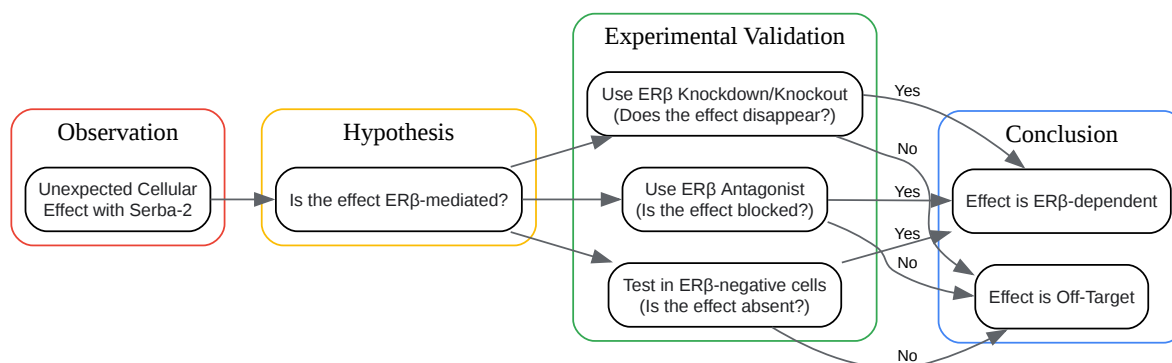 Observation
Unexpected Cellular
Effect with Serba-2
Hypothesis
Is the effect ERβ-mediated?
Experimental Validation
Use ERβ Knockdown/Knockout
(Does the effect disappear?)
Use ERβ Antagonist
(Is the effect blocked?)
Test in ERβ-negative cells
(Is the effect absent?)
Yes
No
Yes
Yes
No
No
Conclusion
Effect is ERβ-dependent
Effect is Off-Target